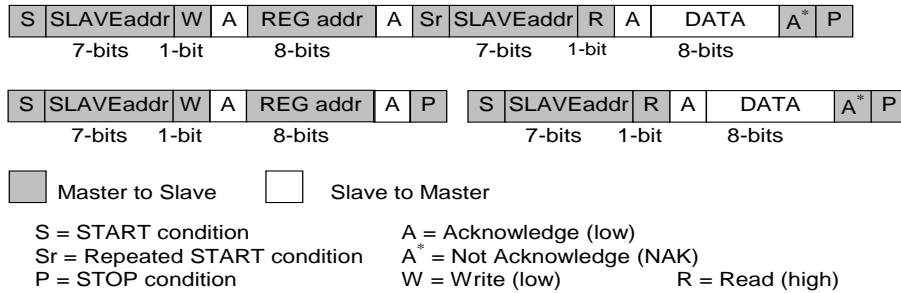 S SLAVEaddr W A REG addr A Sr SLAVEaddr R A DATA A* P
7-bits 1-bit 8-bits 7-bits 1-bit 8-bits
S SLAVEaddr W A REG addr A P S SLAVEaddr R A DATA A* P
7-bits 1-bit 8-bits 7-bits 1-bit 8-bits
Master to Slave Slave to Master
S = START condition A = Acknowledge (low)
Sr = Repeated START condition A* = Not Acknowledge (NAK)
P = STOP condition W = Write (low) R = Read (high)